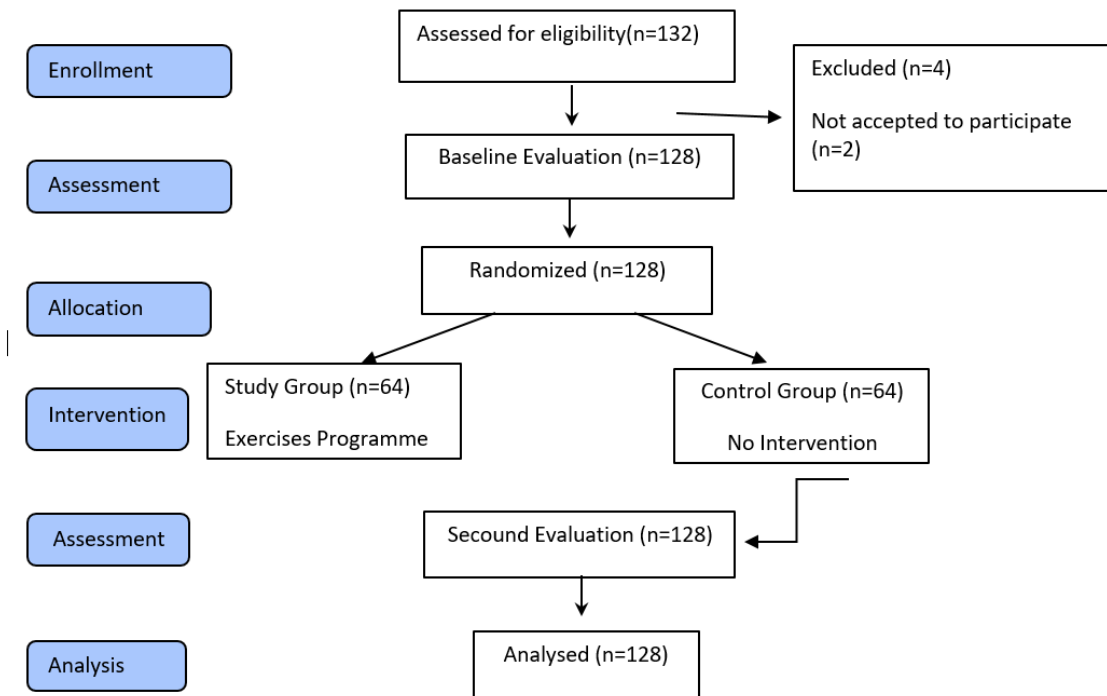 Assessed for eligibility(n=132)
Enrollment
Excluded (n=4)
Not accepted to participate
(n=2)
Baseline Evaluation (n=128)
Assessment
Randomized (n=128)
Allocation
Study Group (n=64)
Exercises Programme
Control Group (n=64)
No Intervention
Intervention
Assessment
Secound Evaluation (n=128)
Analysis
Analysed (n=128)